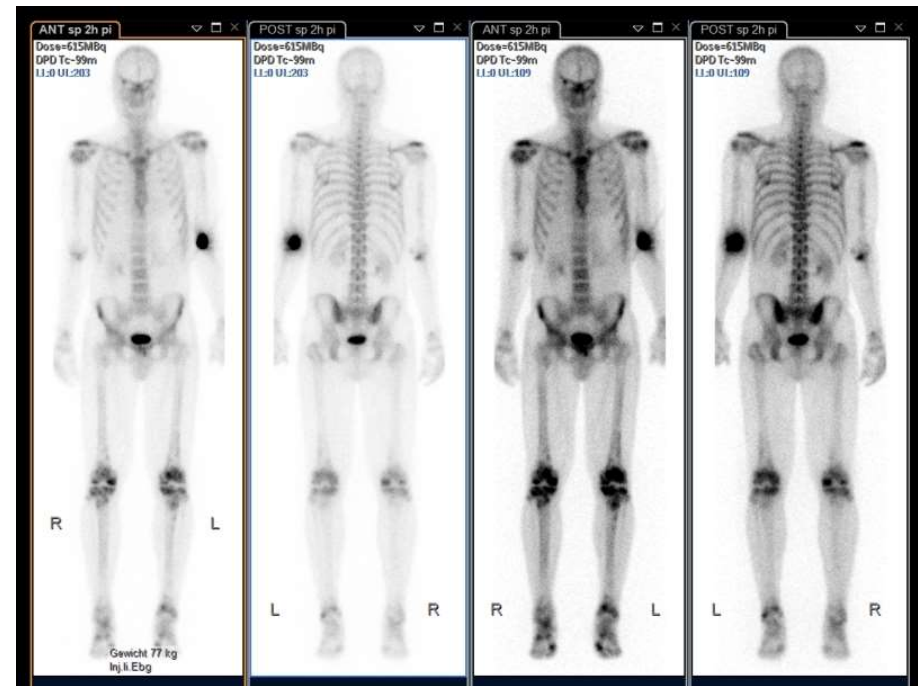 ANT sp 2h pi
Dose=615MBq
DPD Tc-99m
LL:0 UL:203
R
L
Gewicht 77 kg
Inj.li.Ebg
POST sp 2h pi
Dose=615MBq
DPD Tc-99m
LL:0 UL:203
L
R
ANT sp 2h pi
Dose=615MBq
DPD Tc-99m
LL:0 UL:109
R
L
POST sp 2h pi
Dose=615MBq
DPD Tc-99m
LL:0 UL:109
L
R